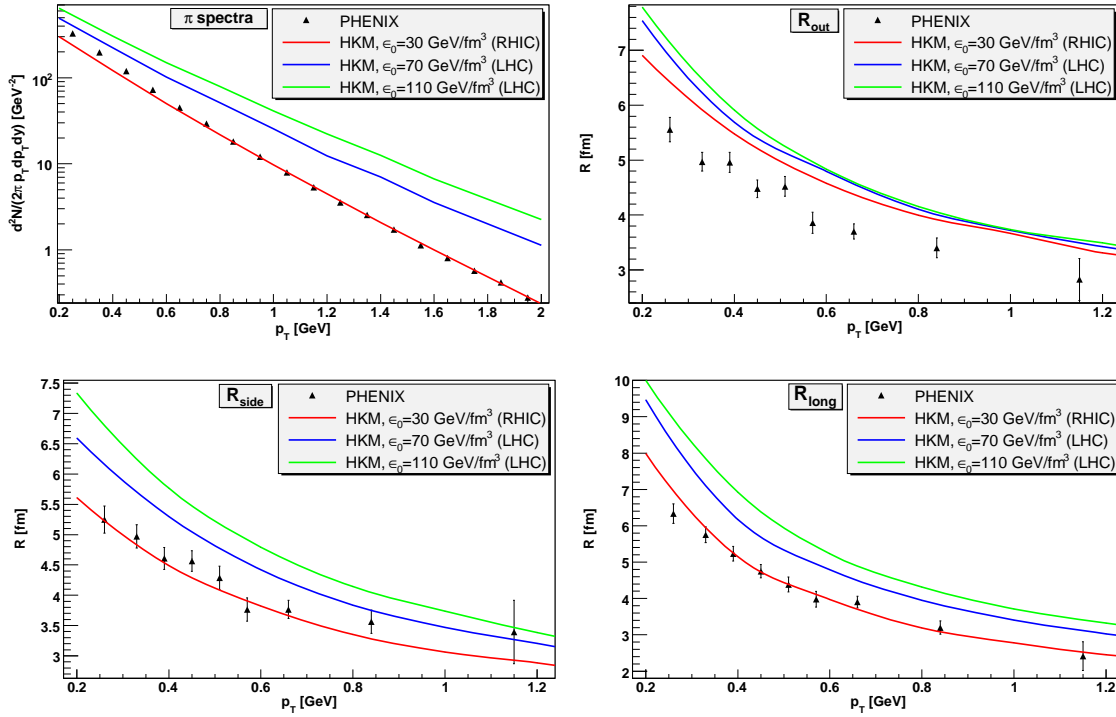 π spectra
PHENIX
HKM, ϵ₀=30 GeV/fm³ (RHIC)
HKM, ϵ₀=70 GeV/fm³ (LHC)
HKM, ϵ₀=110 GeV/fm³ (LHC)
d²N/(2π p_T dp_T dy) [GeV⁻²]
10²
10
1
0.2 0.4 0.6 0.8 1 1.2 1.4 1.6 1.8 2
p_T [GeV]
R_out
PHENIX
HKM, ϵ₀=30 GeV/fm³ (RHIC)
HKM, ϵ₀=70 GeV/fm³ (LHC)
HKM, ϵ₀=110 GeV/fm³ (LHC)
R [fm]
7
6
5
4
3
0.2 0.4 0.6 0.8 1 1.2
p_T [GeV]
R_side
PHENIX
HKM, ϵ₀=30 GeV/fm³ (RHIC)
HKM, ϵ₀=70 GeV/fm³ (LHC)
HKM, ϵ₀=110 GeV/fm³ (LHC)
R [fm]
7.5
7
6.5
6
5.5
5
4.5
4
3.5
3
0.2 0.4 0.6 0.8 1 1.2
p_T [GeV]
R_long
PHENIX
HKM, ϵ₀=30 GeV/fm³ (RHIC)
HKM, ϵ₀=70 GeV/fm³ (LHC)
HKM, ϵ₀=110 GeV/fm³ (LHC)
R [fm]
10
9
8
7
6
5
4
3
2
0.2 0.4 0.6 0.8 1 1.2
p_T [GeV]